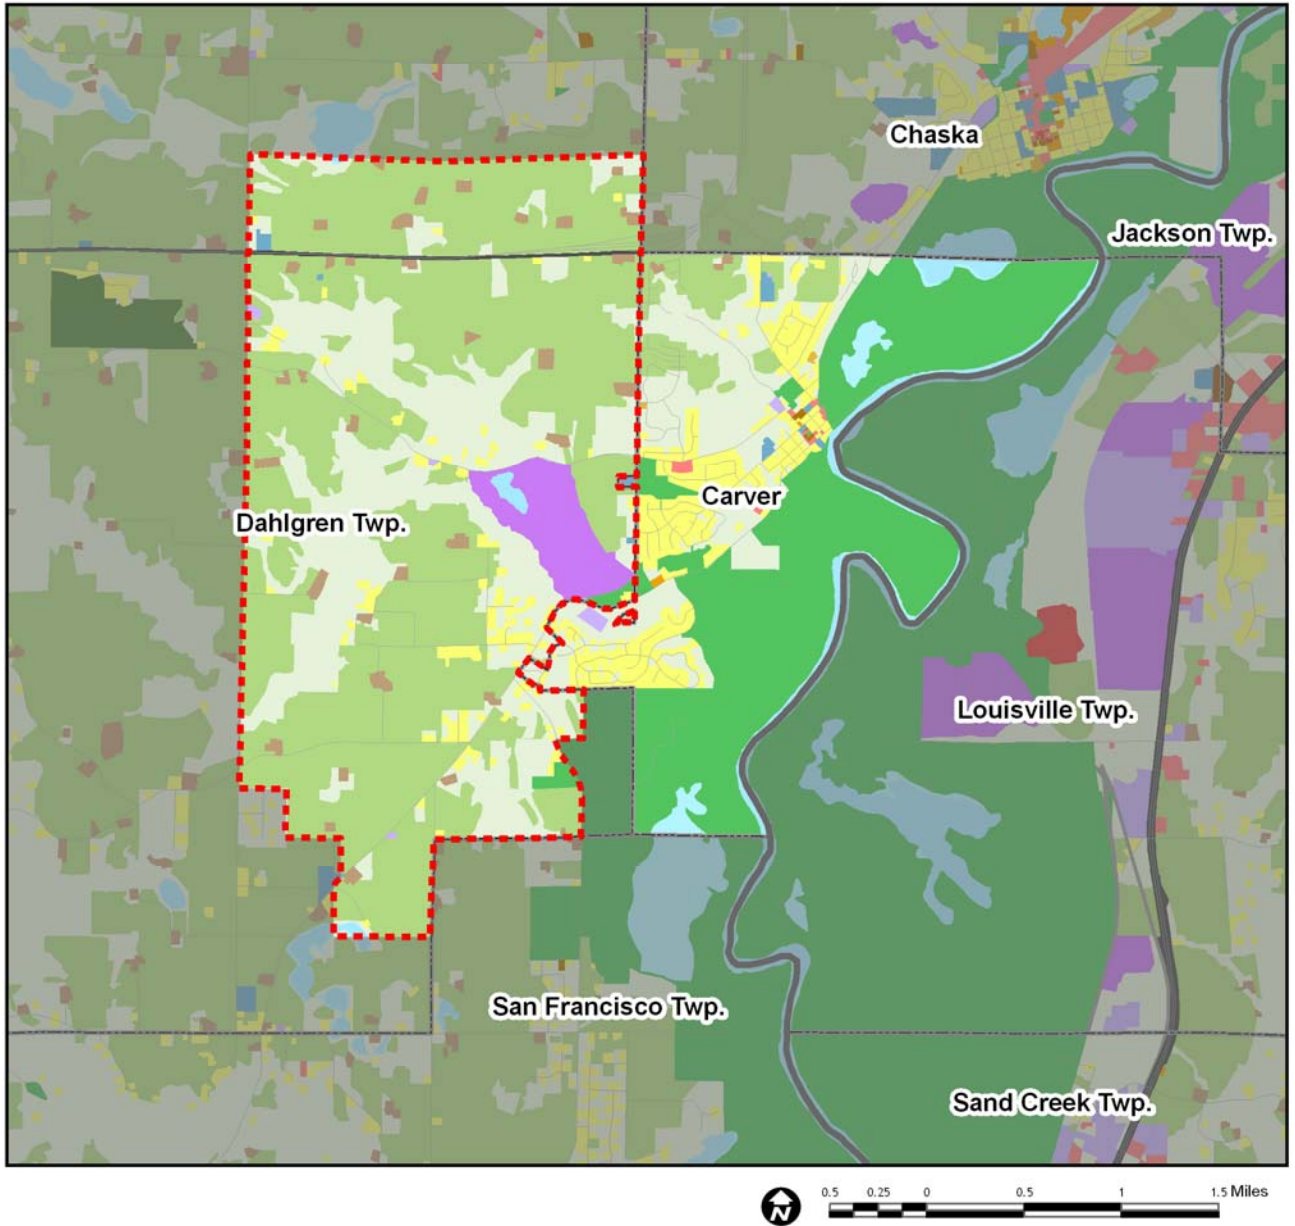 Chaska
Jackson Twp.
Carver
Dahlgren Twp.
Louisville Twp.
San Francisco Twp.
Sand Creek Twp.
N
0.5 0.25 0 0.5 1 1.5 Miles